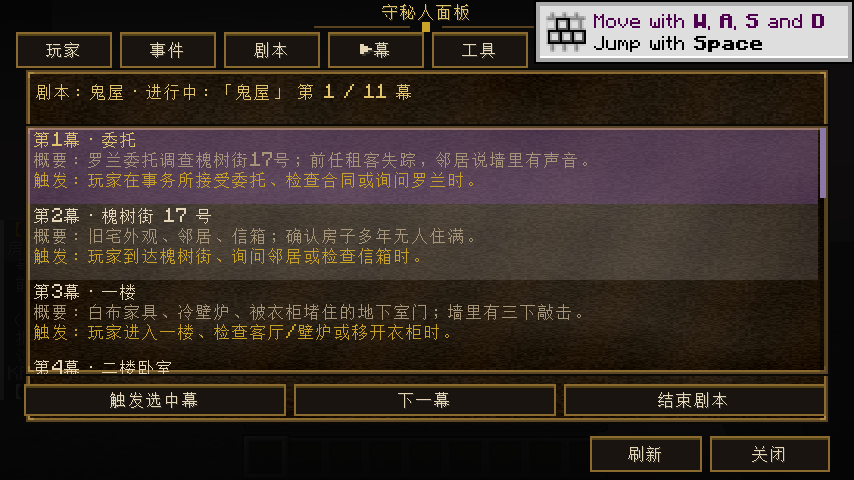 守秘人面板
Move with W, A, S and D
Jump with Space
玩家
事件
剧本
▶幕
工具
剧本：鬼屋 · 进行中：「鬼屋」 第 1 / 11 幕
第1幕 · 委托
概要：罗兰委托调查槐树街17号；前任租客失踪，邻居说墙里有声音。
触发：玩家在事务所接受委托、检查合同或询问罗兰时。
第2幕 · 槐树街 17 号
概要：旧宅外观、邻居、信箱；确认房子多年无人住满。
触发：玩家到达槐树街、询问邻居或检查信箱时。
第3幕 · 一楼
概要：白布家具、冷壁炉、被衣柜堵住的地下室门；墙里有三下敲击。
触发：玩家进入一楼、检查客厅/壁炉或移开衣柜时。
第4幕 · 二楼卧室
触发选中幕
下一幕
结束剧本
刷新
关闭